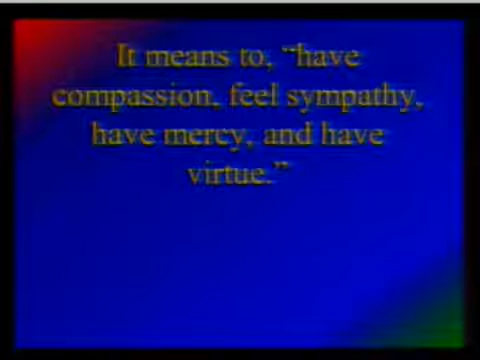 It means to, “have
compassion, feel sympathy,
have mercy, and have
virtue.”